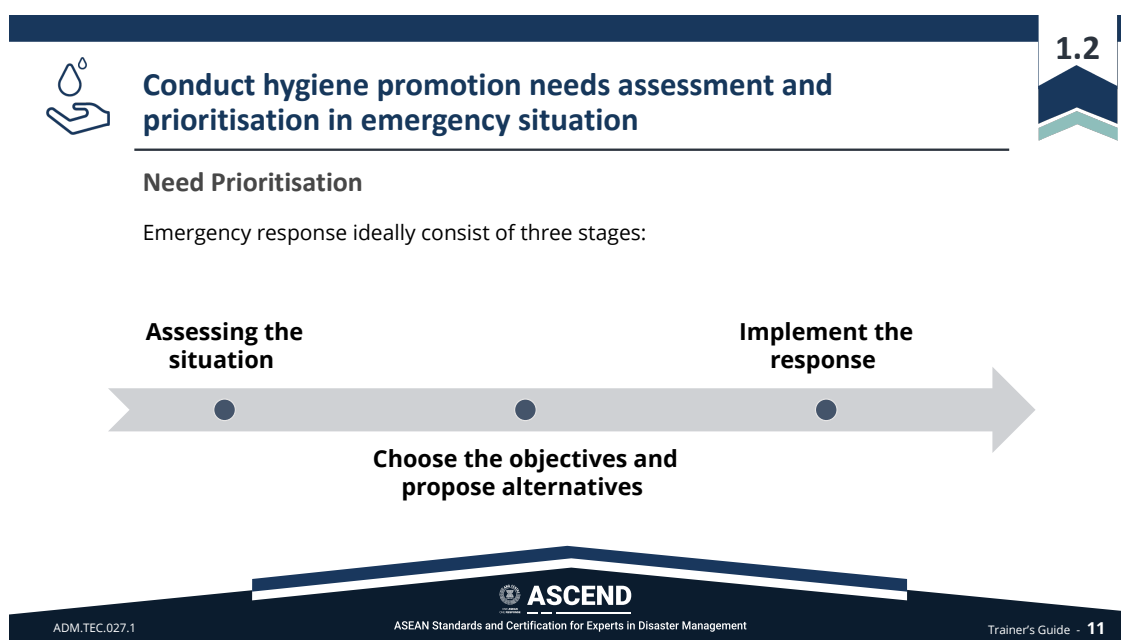 1.2
Conduct hygiene promotion needs assessment and
prioritisation in emergency situation
Need Prioritisation
Emergency response ideally consist of three stages:
Assessing the
situation
Choose the objectives and
propose alternatives
Implement the
response
ASCEND
ADM.TEC.027.1
ASEAN Standards and Certification for Experts in Disaster Management
Trainer's Guide - 11